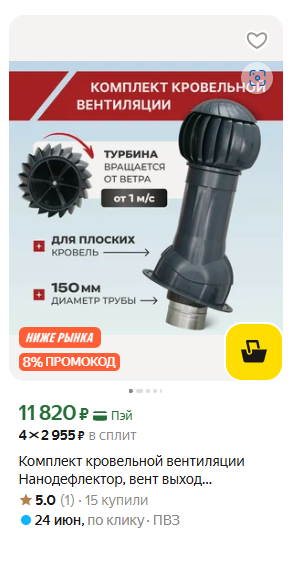 КОМПЛЕКТ КРОВЕЛЬНОЙ
ВЕНТИЛЯЦИИ
ТУРБИНА
ВРАЩАЕТСЯ
ОТ ВЕТРА
от 1 м/с
ДЛЯ ПЛОСКИХ
КРОВЕЛЬ
150 мм
ДИАМЕТР ТРУБЫ
НИЖЕ РЫНКА
8% ПРОМОКОД
11 820 ₽ Пэй
4×2 955 ₽ в сплит
Комплект кровельной вентиляции
Нанодефлектор, вент выход...
5.0 (1) · 15 купили
24 июн, по клику · ПВЗ